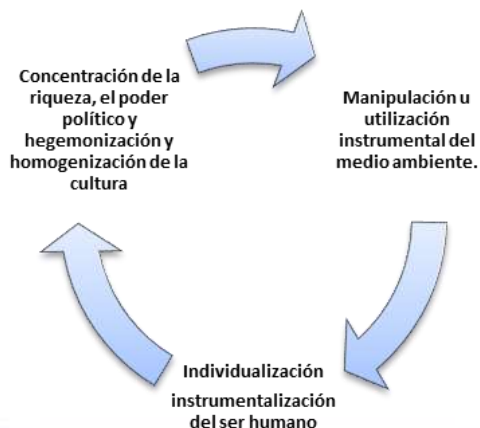 Concentración de la
riqueza, el poder
político y
hegemonización y
homogenización de la
cultura
Manipulación u
utilización
instrumental del
medio ambiente.
Individualización
instrumentalización
del ser humano